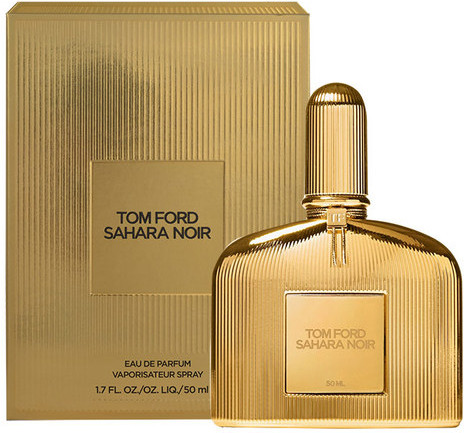 TOM FORD
SAHARA NOIR
EAU DE PARFUM
VAPORISATEUR SPRAY
1.7 FL. OZ./OZ. LIQ./50 ml
TOM FORD
SAHARA NOIR
50 ML